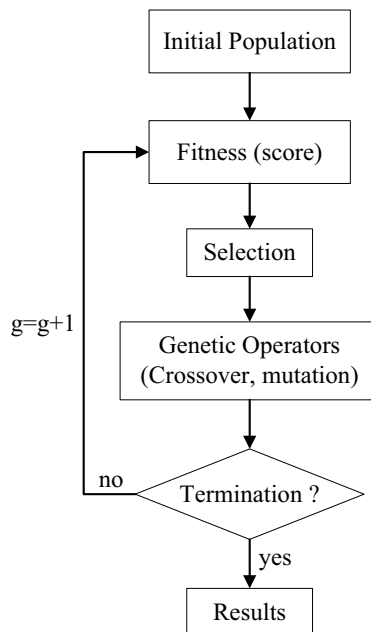 Initial Population
Fitness (score)
Selection
g=g+1
Genetic Operators
(Crossover, mutation)
no
Termination ?
yes
Results